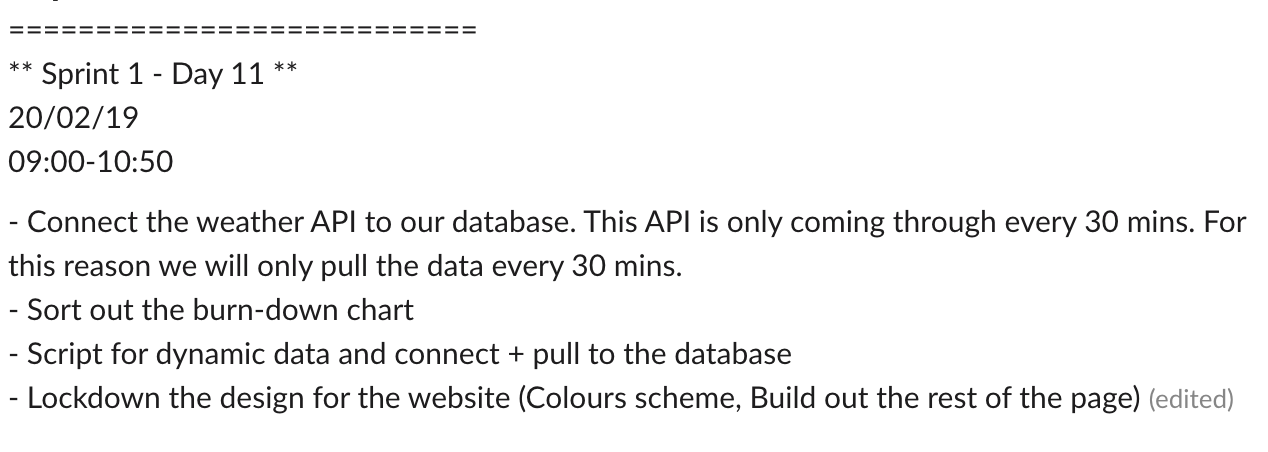 ===========================
** Sprint 1 - Day 11 **
20/02/19
09:00-10:50
- Connect the weather API to our database. This API is only coming through every 30 mins. For
this reason we will only pull the data every 30 mins.
- Sort out the burn-down chart
- Script for dynamic data and connect + pull to the database
- Lockdown the design for the website (Colours scheme, Build out the rest of the page) (edited)